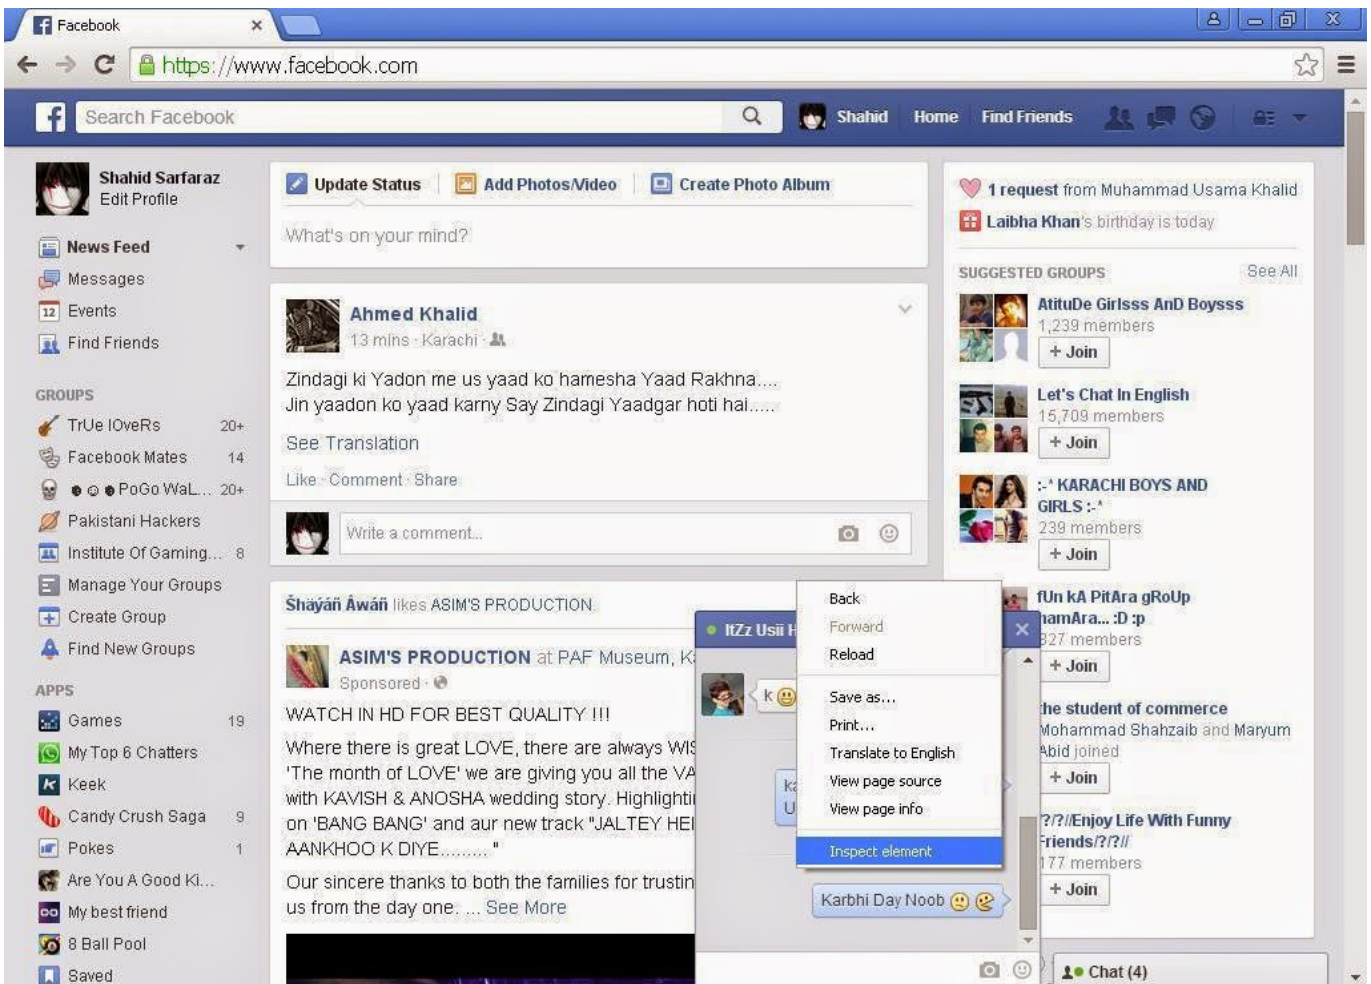 Facebook
https://www.facebook.com
Search Facebook
Shahid
Home
Find Friends
Shahid Sarfaraz
Edit Profile
News Feed
Messages
12 Events
Find Friends
GROUPS
TrUe lOveRs 20+
Facebook Mates 14
PoGo WaL... 20+
Pakistani Hackers
Institute Of Gaming... 8
Manage Your Groups
Create Group
Find New Groups
APPS
Games 19
My Top 6 Chatters
Keek
Candy Crush Saga 9
Pokes 1
Are You A Good Ki...
My best friend
8 Ball Pool
Saved
Update Status
Add Photos/Video
Create Photo Album
What's on your mind?
Ahmed Khalid
13 mins · Karachi ·
Zindagi ki Yadon me us yaad ko hamesha Yaad Rakhna....
Jin yaadon ko yaad karny Say Zindagi Yaadgar hoti hai.....
See Translation
Like · Comment · Share
Write a comment...
Šhäýáñ Âwáñ likes ASIM'S PRODUCTION.
ASIM'S PRODUCTION at PAF Museum, K
Sponsored ·
WATCH IN HD FOR BEST QUALITY !!!
Where there is great LOVE, there are always WIS
'The month of LOVE' we are giving you all the VA
with KAVISH & ANOSHA wedding story. Highlighti
on 'BANG BANG' and aur new track "JALTEY HEI
AANKHOO K DIYE......... "
Our sincere thanks to both the families for trustin
us from the day one. ... See More
ItZz Usii H
k
ka
U
Karbhi Day Noob
Back
Forward
Reload
Save as...
Print...
Translate to English
View page source
View page info
Inspect element
1 request from Muhammad Usama Khalid
Laibha Khan's birthday is today
SUGGESTED GROUPS See All
AtituDe Girlsss AnD Boysss
1,239 members
+ Join
Let's Chat In English
15,709 members
+ Join
:-* KARACHI BOYS AND
GIRLS :-*
239 members
+ Join
fUn kA PitAra gRoUp
hamAra... :D :p
827 members
+ Join
the student of commerce
Mohammad Shahzaib and Maryum
Abid joined
+ Join
?/?//Enjoy Life With Funny
Friends/?/?//
177 members
+ Join
Chat (4)